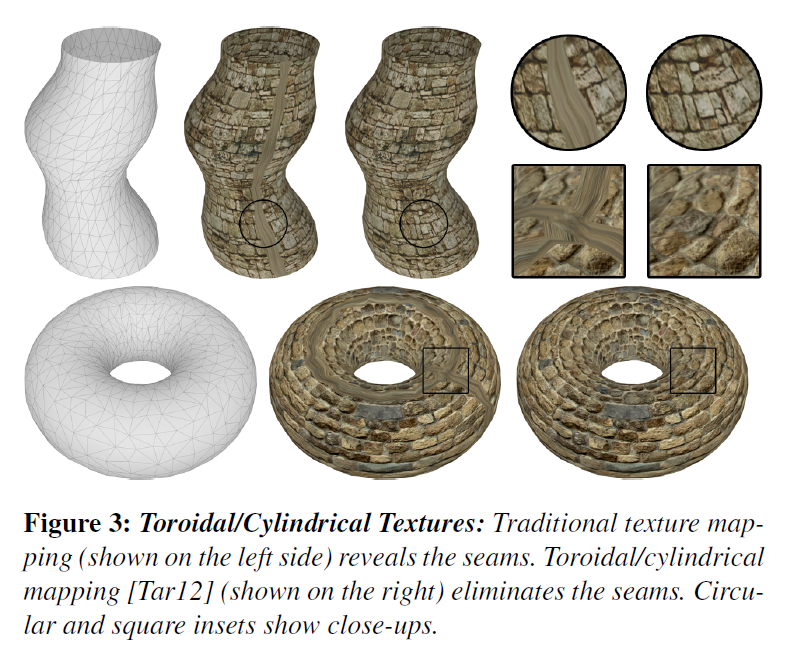 Figure 3: Toroidal/Cylindrical Textures: Traditional texture map-
ping (shown on the left side) reveals the seams. Toroidal/cylindrical
mapping [Tar12] (shown on the right) eliminates the seams. Circu-
lar and square insets show close-ups.